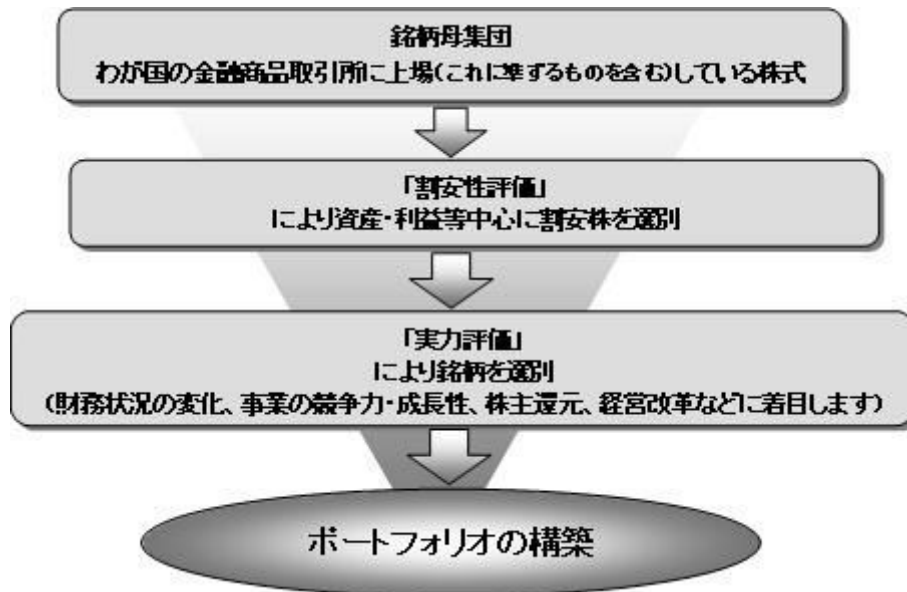 銘柄母集団
わが国の金融商品取引所に上場(これに準ずるものを含む)している株式
「割安性評価」
により資産・利益等中心に割安株を選別
「実力評価」
により銘柄を選別
(財務状況の変化、事業の競争力・成長性、株主還元、経営改革などに着目します)
ポートフォリオの構築